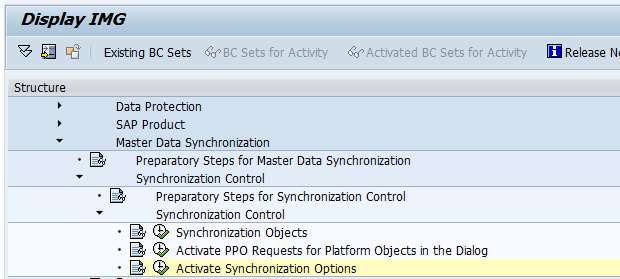 Display IMG
Existing BC Sets BC Sets for Activity Activated BC Sets for Activity Release No
Structure
Data Protection
SAP Product
Master Data Synchronization
Preparatory Steps for Master Data Synchronization
Synchronization Control
Preparatory Steps for Synchronization Control
Synchronization Control
Synchronization Objects
Activate PPO Requests for Platform Objects in the Dialog
Activate Synchronization Options